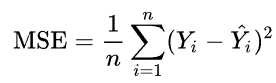 MSE = \frac{1}{n} \sum_{i=1}^{n} (Y_i - \hat{Y}_i)^2